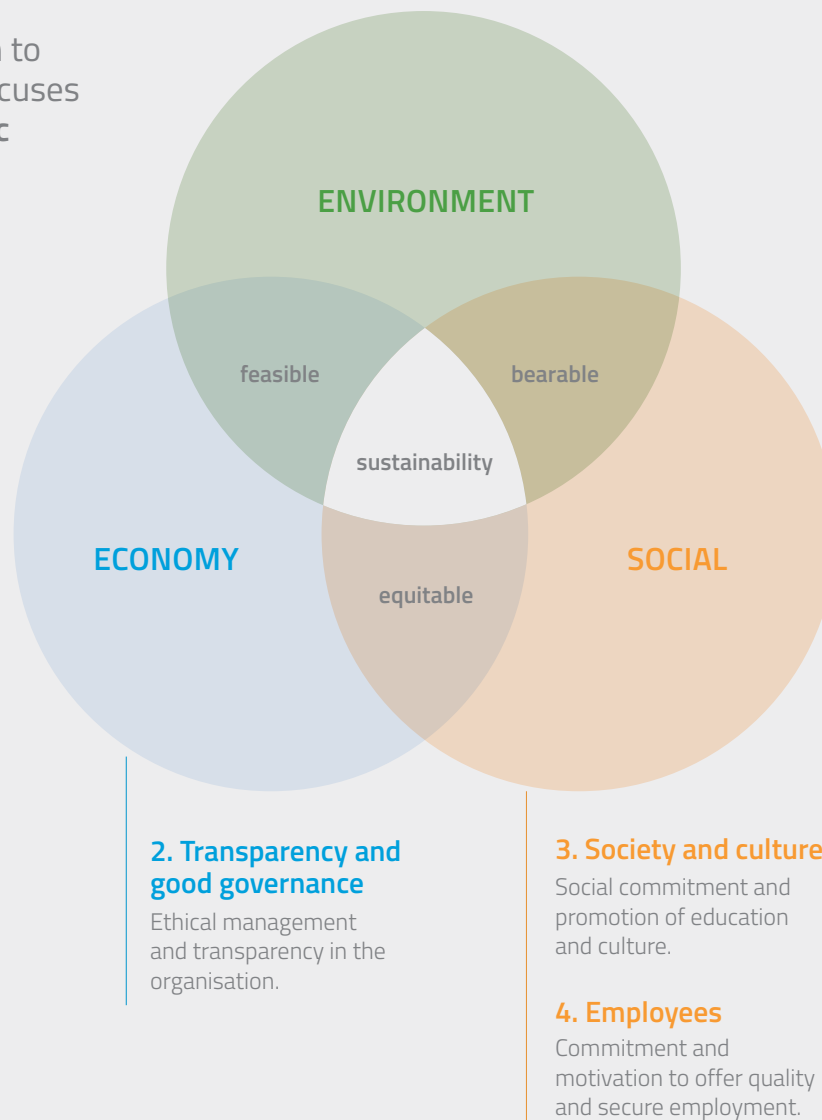 to
c
ENVIRONMENT
feasible
bearable
sustainability
ECONOMY
SOCIAL
equitable
2. Transparency and
good governance
Ethical management
and transparency in the
organisation.
3. Society and culture
Social commitment and
promotion of education
and culture.
4. Employees
Commitment and
motivation to offer quality
and secure employment.